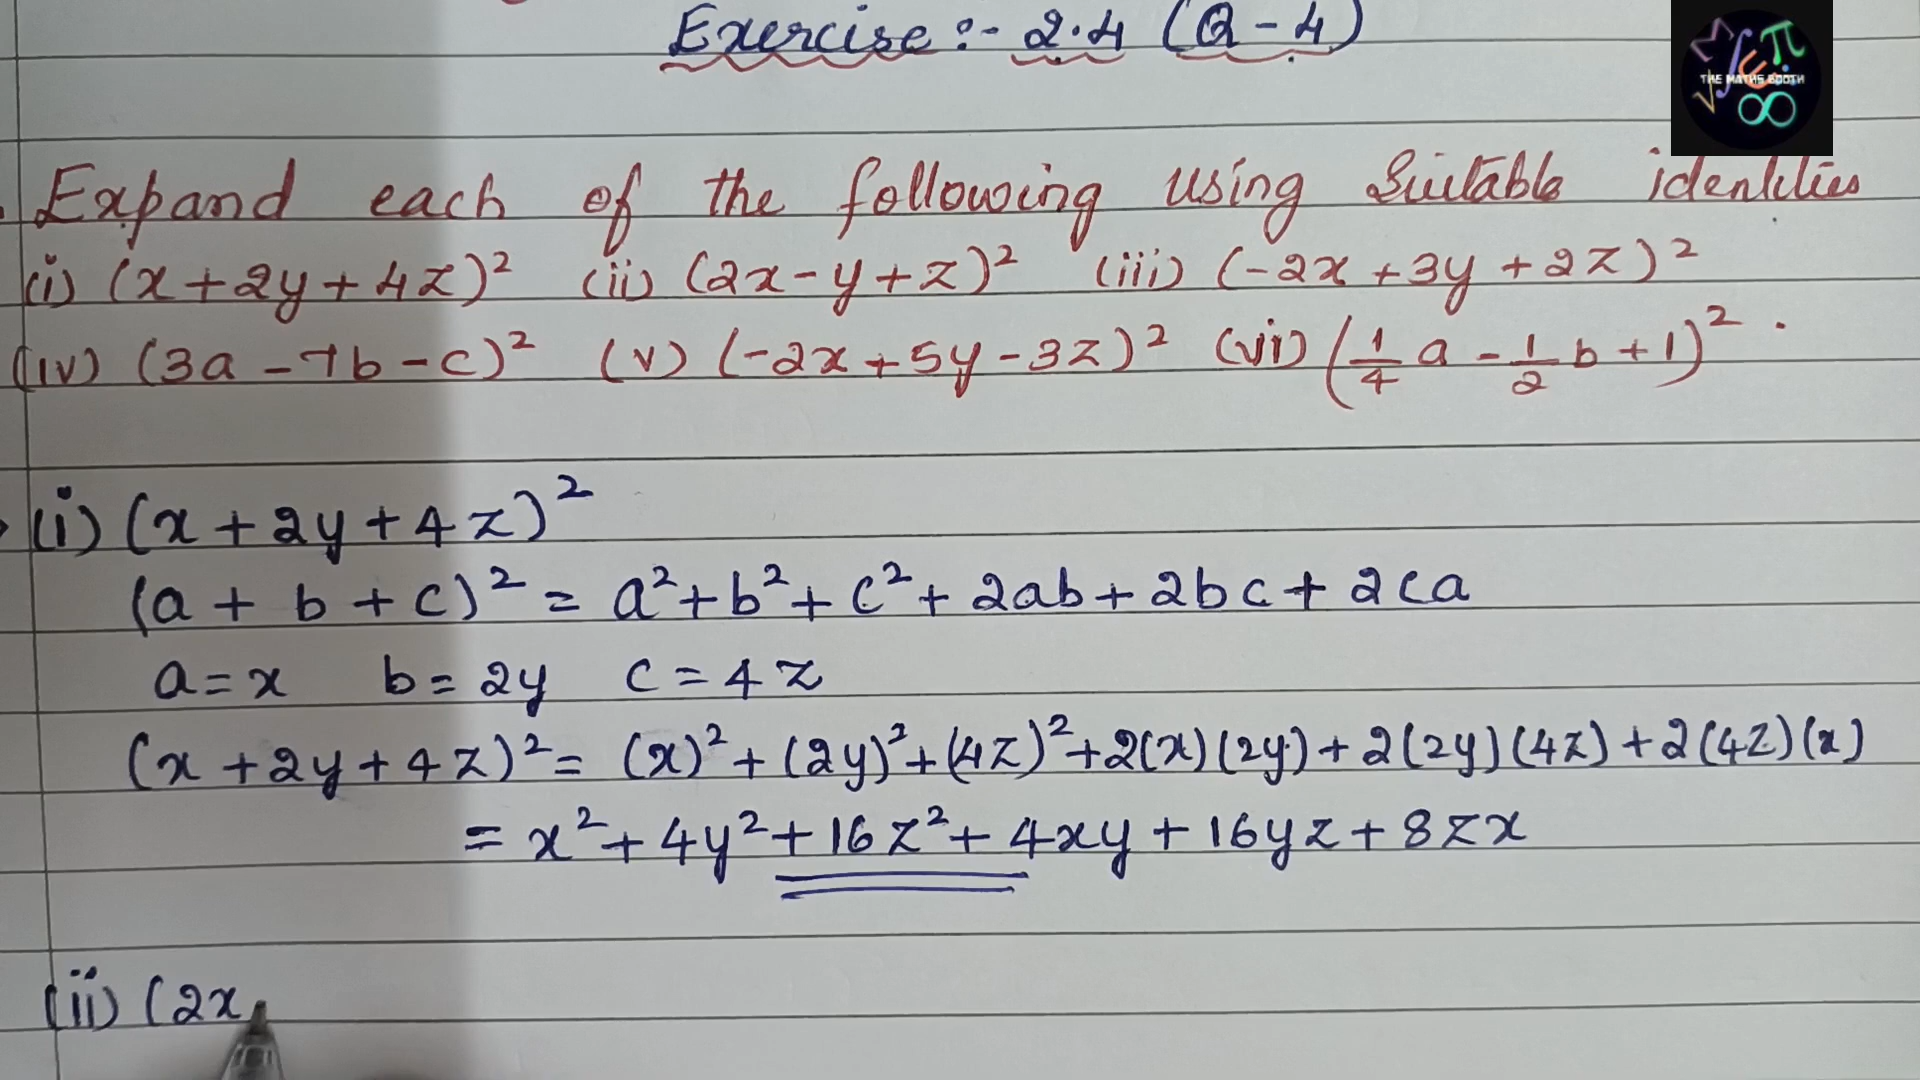 Exercise :- 2.4 (Q-4)
THE MATHS BOOTH
Expand each of the following using Suitable identities
(i) (x+2y+4z)² (ii) (2x-y+z)² (iii) (-2x+3y+2z)²
(iv) (3a-7b-c)² (v) (-2x+5y-3z)² (vi) (1/4 a - 1/2 b + 1)².
(i) (x+2y+4z)²
(a+b+c)² = a²+b²+c²+2ab+2bc+2ca
a=x b=2y c=4z
(x+2y+4z)² = (x)²+(2y)²+(4z)²+2(x)(2y)+2(2y)(4z)+2(4z)(x)
= x²+4y²+16z²+4xy+16yz+8zx
(ii) (2x